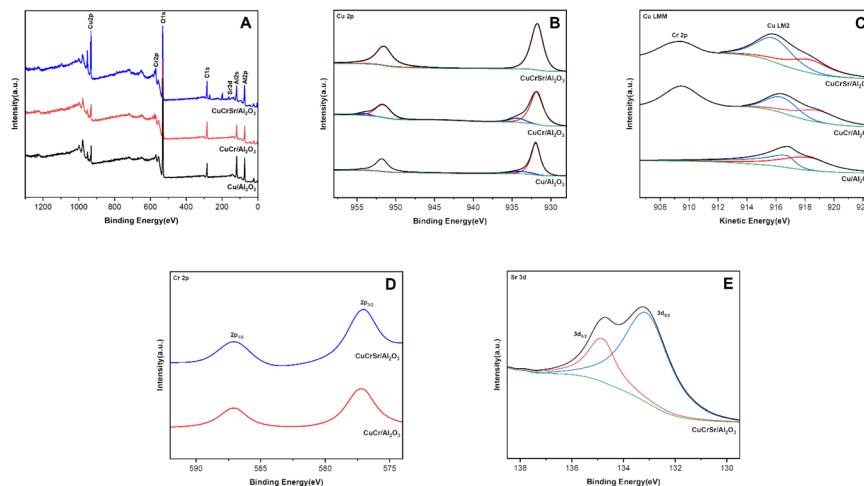 A
Cu2p
O1s
Cr2p
C1s
Sr3d
Al2s
Al2p
CuCrSr/Al₂O₃
CuCr/Al₂O₃
Cu/Al₂O₃
Intensity(a.u.)
1200 1000 800 600 400 200 0
Binding Energy(eV)
Cu 2p
B
CuCrSr/Al₂O₃
CuCr/Al₂O₃
Cu/Al₂O₃
Intensity(a.u.)
955 950 945 940 935 930
Binding Energy(eV)
Cu LMM
C
Cr 2p
Cu LM2
CuCrSr/Al₂O₃
CuCr/Al₂O₃
Cu/Al₂O
Intensity(a.u.)
908 910 912 914 916 918 920 922
Kinetic Energy(eV)
Cr 2p
D
2p₁/₂
2p₃/₂
CuCrSr/Al₂O₃
CuCr/Al₂O₃
Intensity(a.u.)
590 585 580 575
Binding Energy(eV)
Sr 3d
E
3d₃/₂
3d₅/₂
CuCrSr/Al₂O₃
Intensity(a.u.)
138 136 134 132 130
Binding Energy(eV)